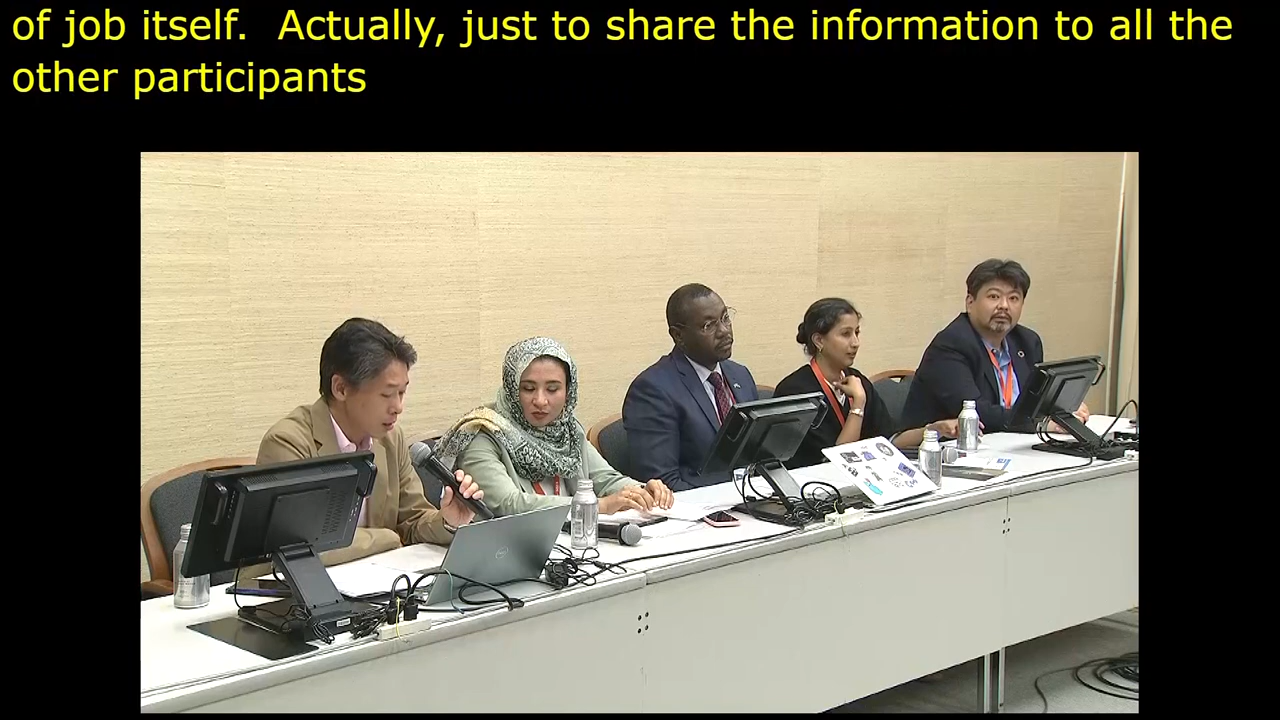 of job itself.  Actually, just to share the information to all the
other participants